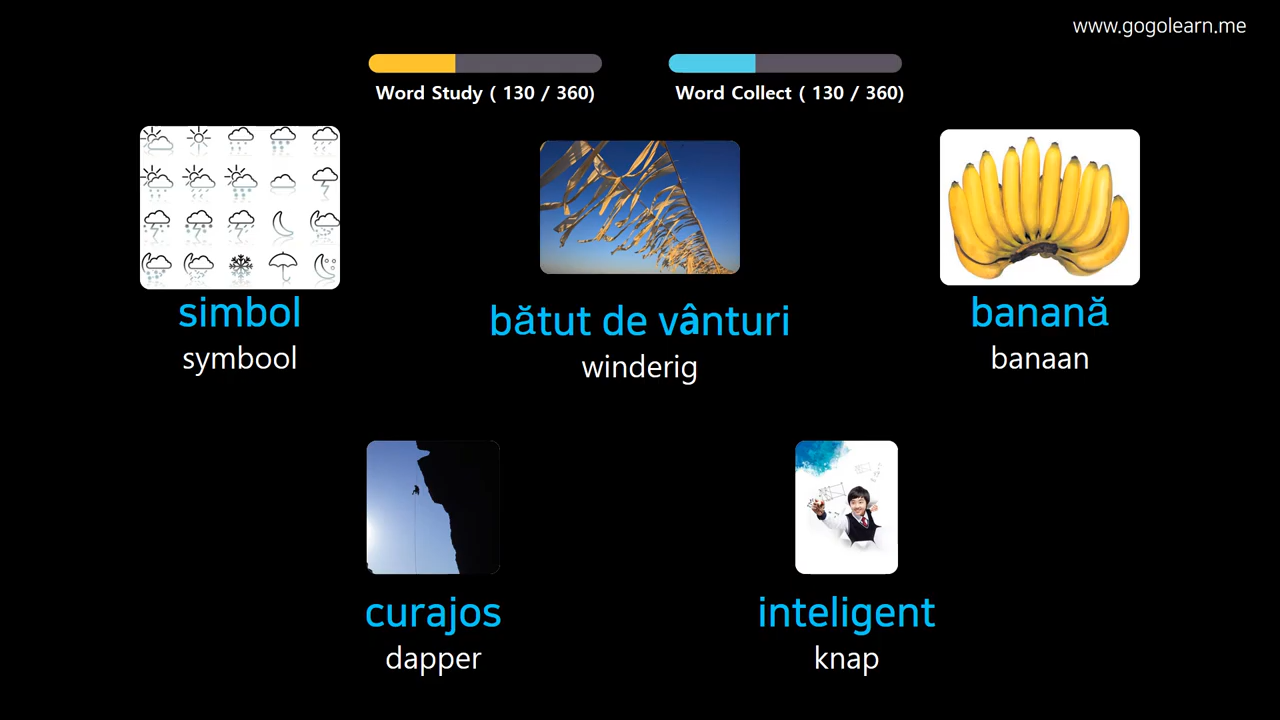 www.gogolearn.me
Word Study ( 130 / 360)
Word Collect ( 130 / 360)
simbol
symbool
bătut de vânturi
winderig
banană
banaan
curajos
dapper
inteligent
knap